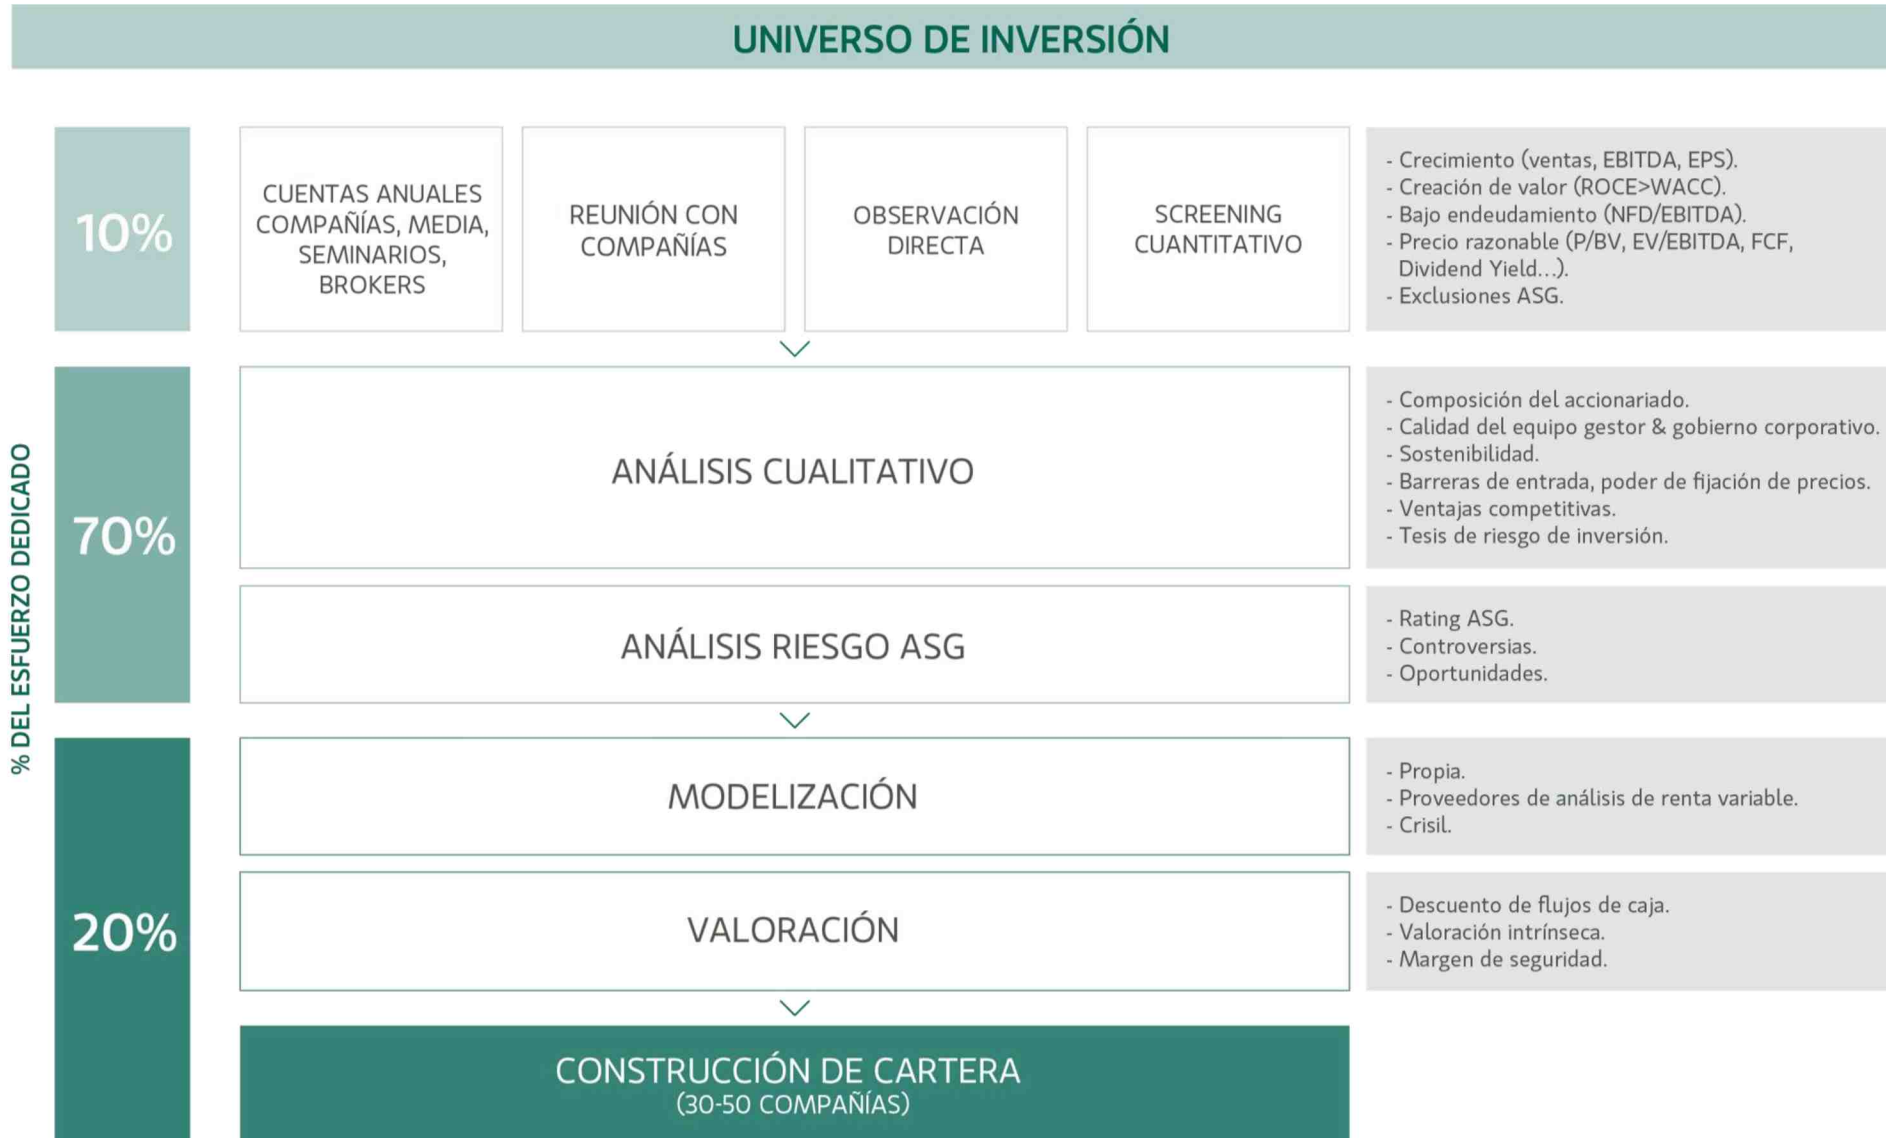 UNIVERSO DE INVERSIÓN
% DEL ESFUERZO DEDICADO
10%
CUENTAS ANUALES
COMPAÑÍAS, MEDIA,
SEMINARIOS,
BROKERS
REUNIÓN CON
COMPAÑÍAS
OBSERVACIÓN
DIRECTA
SCREENING
CUANTITATIVO
- Crecimiento (ventas, EBITDA, EPS).
- Creación de valor (ROCE>WACC).
- Bajo endeudamiento (NFD/EBITDA).
- Precio razonable (P/BV, EV/EBITDA, FCF,
Dividend Yield...).
- Exclusiones ASG.
70%
ANÁLISIS CUALITATIVO
- Composición del accionariado.
- Calidad del equipo gestor & gobierno corporativo.
- Sostenibilidad.
- Barreras de entrada, poder de fijación de precios.
- Ventajas competitivas.
- Tesis de riesgo de inversión.
ANÁLISIS RIESGO ASG
- Rating ASG.
- Controversias.
- Oportunidades.
20%
MODELIZACIÓN
- Propia.
- Proveedores de análisis de renta variable.
- Crisil.
VALORACIÓN
- Descuento de flujos de caja.
- Valoración intrínseca.
- Margen de seguridad.
CONSTRUCCIÓN DE CARTERA
(30-50 COMPAÑÍAS)